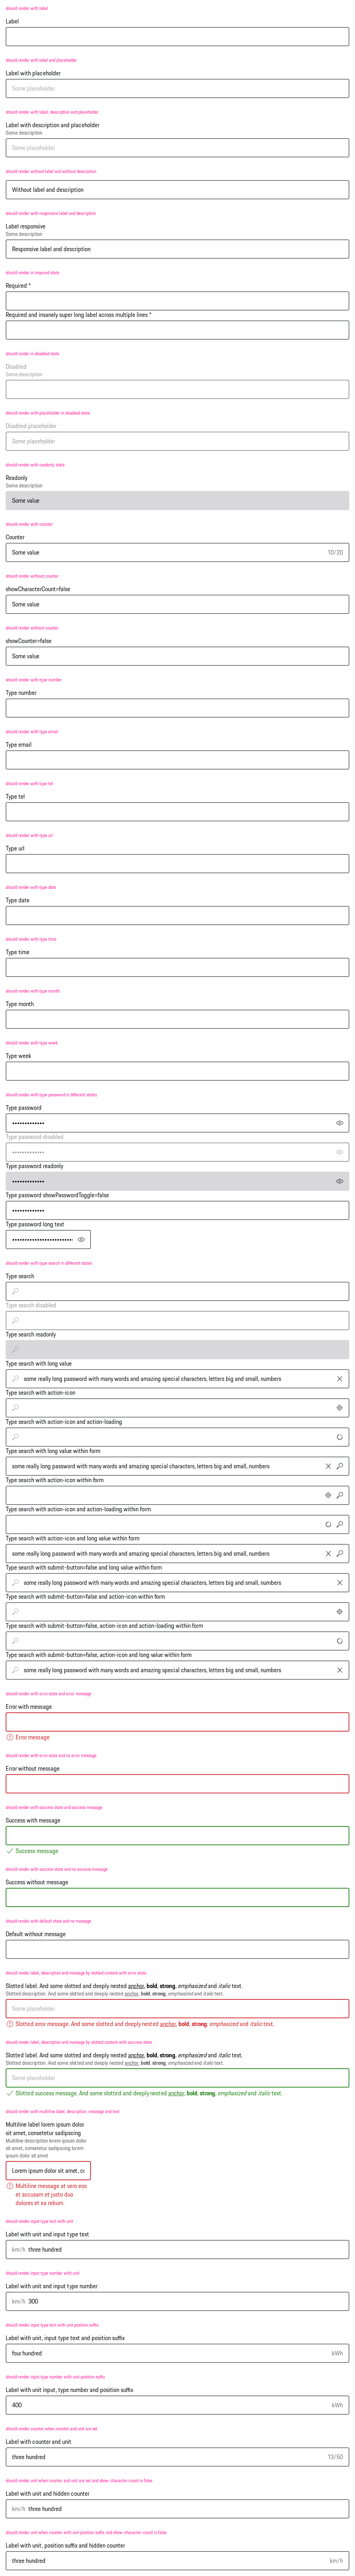 should render with label
Label
should render with label and placeholder
Label with placeholder
Some placeholder
should render with label, description and placeholder
Label with description and placeholder
Some description
Some placeholder
should render without label and without description
Without label and description
should render with responsive label and description
Label responsive
Some description
Responsive label and description
should render in required state
Required *
Required and insanely super long label across multiple lines *
should render in disabled state
Disabled
Some description
should render with placeholder in disabled state
Disabled placeholder
Some placeholder
should render with readonly state
Readonly
Some description
Some value
should render with counter
Counter
Some value 10/20
should render without counter
showCharacterCount=false
Some value
should render without counter
showCounter=false
Some value
should render with type number
Type number
should render with type email
Type email
should render with type tel
Type tel
should render with type url
Type url
should render with type date
Type date
should render with type time
Type time
should render with type month
Type month
should render with type week
Type week
should render with type password in different states
Type password
Type password disabled
Type password readonly
Type password showPasswordToggle=false
Type password long text
should render with type search in different states
Type search
Type search disabled
Type search readonly
Type search with long value
some really long password with many words and amazing special characters, letters big and small, numbers
Type search with action-icon
Type search with action-icon and action-loading
Type search with long value within form
some really long password with many words and amazing special characters, letters big and small, numbers
Type search with action-icon within form
Type search with action-icon and action-loading within form
Type search with action-icon and long value within form
some really long password with many words and amazing special characters, letters big and small, numbers
Type search with submit-button=false and long value within form
some really long password with many words and amazing special characters, letters big and small, numbers
Type search with submit-button=false and action-icon within form
Type search with submit-button=false, action-icon and action-loading within form
Type search with submit-button=false, action-icon and long value within form
some really long password with many words and amazing special characters, letters big and small, numbers
should render with error state and error message
Error with message
Error message
should render with error state and no error message
Error without message
should render with success state and success message
Success with message
Success message
should render with success state and no success message
Success without message
should render with default state and no message
Default without message
should render label, description and message by slotted content with error state
Slotted label. And some slotted and deeply nested anchor, bold, strong, emphasized and italic text.
Slotted description. And some slotted and deeply nested anchor, bold, strong, emphasized and italic text.
Some placeholder
Slotted error message. And some slotted and deeply nested anchor, bold, strong, emphasized and italic text.
should render label, description and message by slotted content with success state
Slotted label. And some slotted and deeply nested anchor, bold, strong, emphasized and italic text.
Slotted description. And some slotted and deeply nested anchor, bold, strong, emphasized and italic text.
Some placeholder
Slotted success message. And some slotted and deeply nested anchor, bold, strong, emphasized and italic text.
should render with multiline label, description, message and text
Multiline label lorem ipsum dolor
sit amet, consetetur sadipscing
Multiline description lorem ipsum dolor
sit amet, consetetur sadipscing lorem
ipsum dolor sit amet
Lorem ipsum dolor sit amet, co
Multiline message at vero eos
et accusam et justo duo
dolores et ea rebum.
should render input type text with unit
Label with unit and input type text
km/h three hundred
should render input type number with unit
Label with unit and input type number
km/h 300
should render input type text with unit position suffix
Label with unit, input type text and position suffix
four hundred kWh
should render input type number with unit position suffix
Label with unit input, type number and position suffix
400 kWh
should render counter when counter and unit are set
Label with counter and unit
three hundred 13/50
should render unit when counter and unit are set and show-character-count is false
Label with unit and hidden counter
km/h three hundred
should render unit when counter with unit position suffix and show-character-count is false
Label with unit, position suffix and hidden counter
three hundred km/h